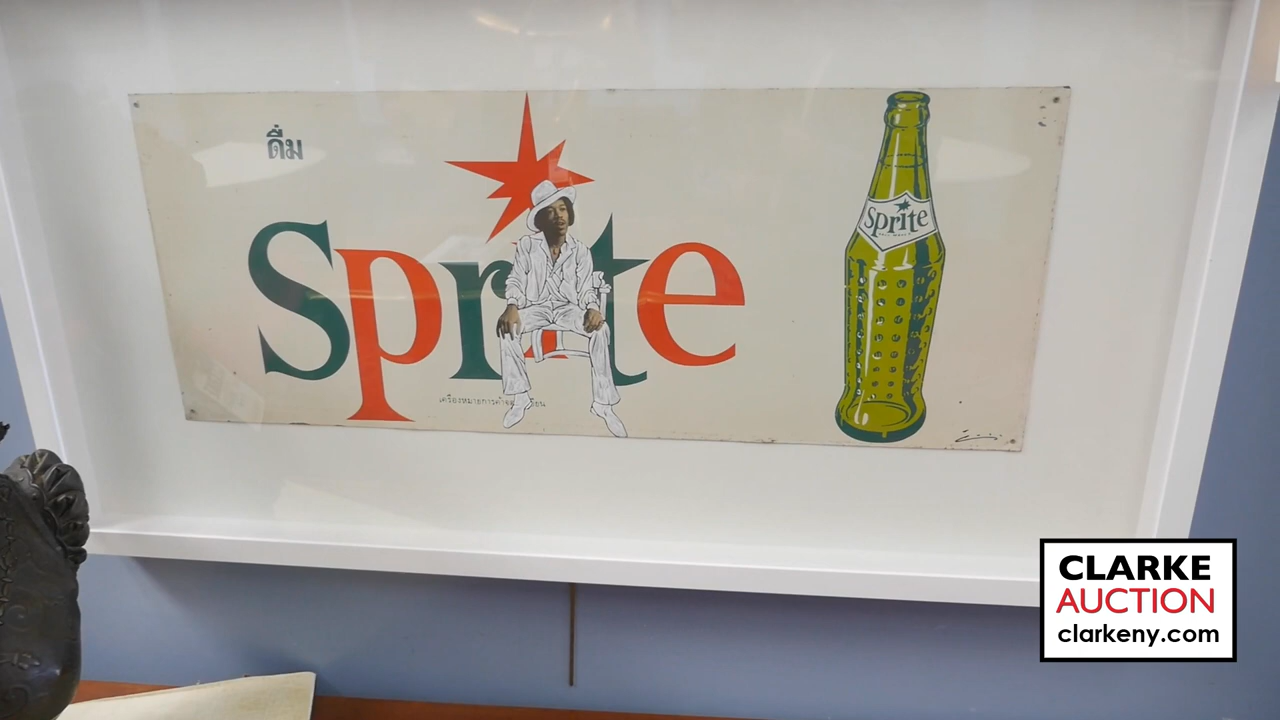 ดื่ม
Sprite
Sprite
CLARKE
AUCTION
clarkeny.com